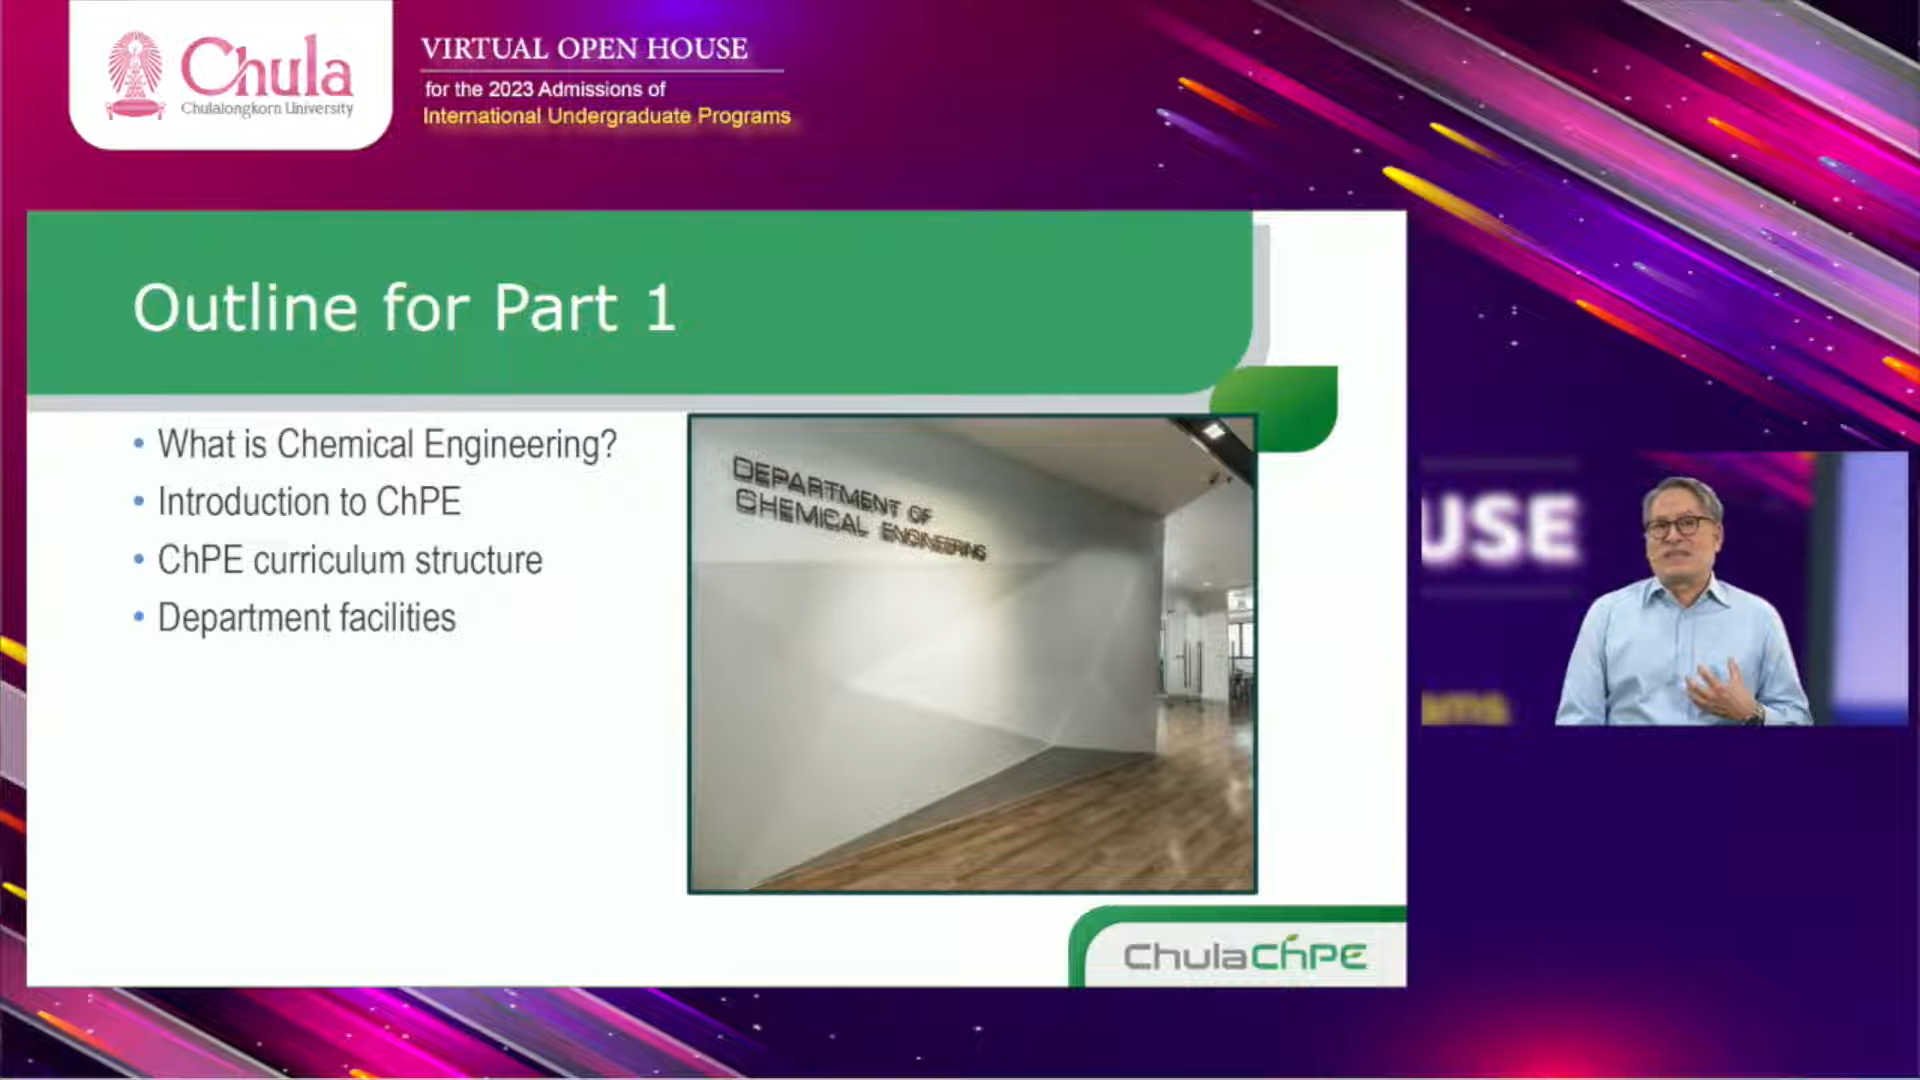 Chula
Chulalongkorn University
VIRTUAL OPEN HOUSE
for the 2023 Admissions of
International Undergraduate Programs
Outline for Part 1
• What is Chemical Engineering?
• Introduction to ChPE
• ChPE curriculum structure
• Department facilities
DEPARTMENT OF
CHEMICAL ENGINEERING
USE
ams
ChulaChPE